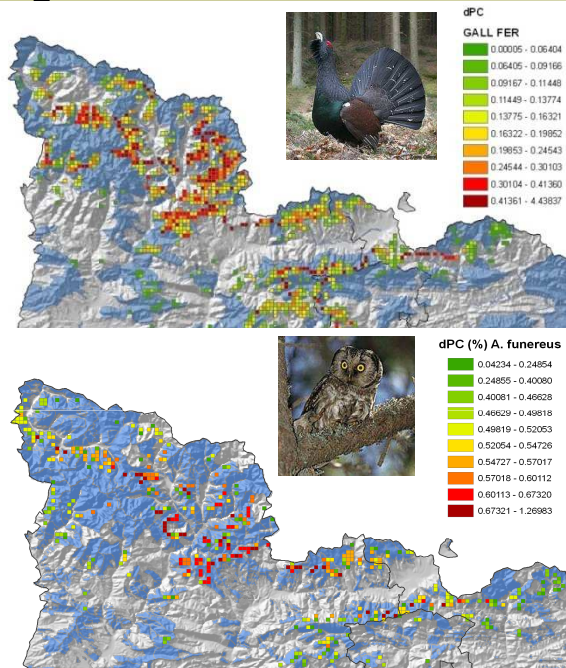 dPC
GALL FER
0.00005 - 0.06404
0.06405 - 0.09166
0.09167 - 0.11448
0.11449 - 0.13774
0.13775 - 0.16321
0.16322 - 0.19852
0.19853 - 0.24543
0.24544 - 0.30103
0.30104 - 0.41360
0.41361 - 4.43837
dPC (%) A. funereus
0.04234 - 0.24854
0.24855 - 0.40080
0.40081 - 0.46628
0.46629 - 0.49818
0.49819 - 0.52053
0.52054 - 0.54726
0.54727 - 0.57017
0.57018 - 0.60112
0.60113 - 0.67320
0.67321 - 1.26983